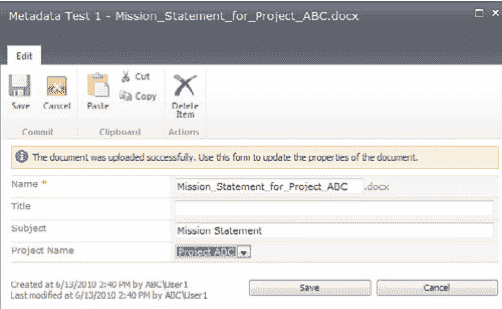 Metadata Test 1 - Mission_Statement_for_Project_ABC.docx
Edit
Save Cancel Paste Cut Copy Delete Item
Commit Clipboard Actions
The document was uploaded successfully. Use this form to update the properties of the document.
Name * Mission_Statement_for_Project_ABC .docx
Title
Subject Mission Statement
Project Name Project ABC
Created at 6/13/2010 2:40 PM by ABC\User1
Last modified at 6/13/2010 2:40 PM by ABC\User1
Save Cancel